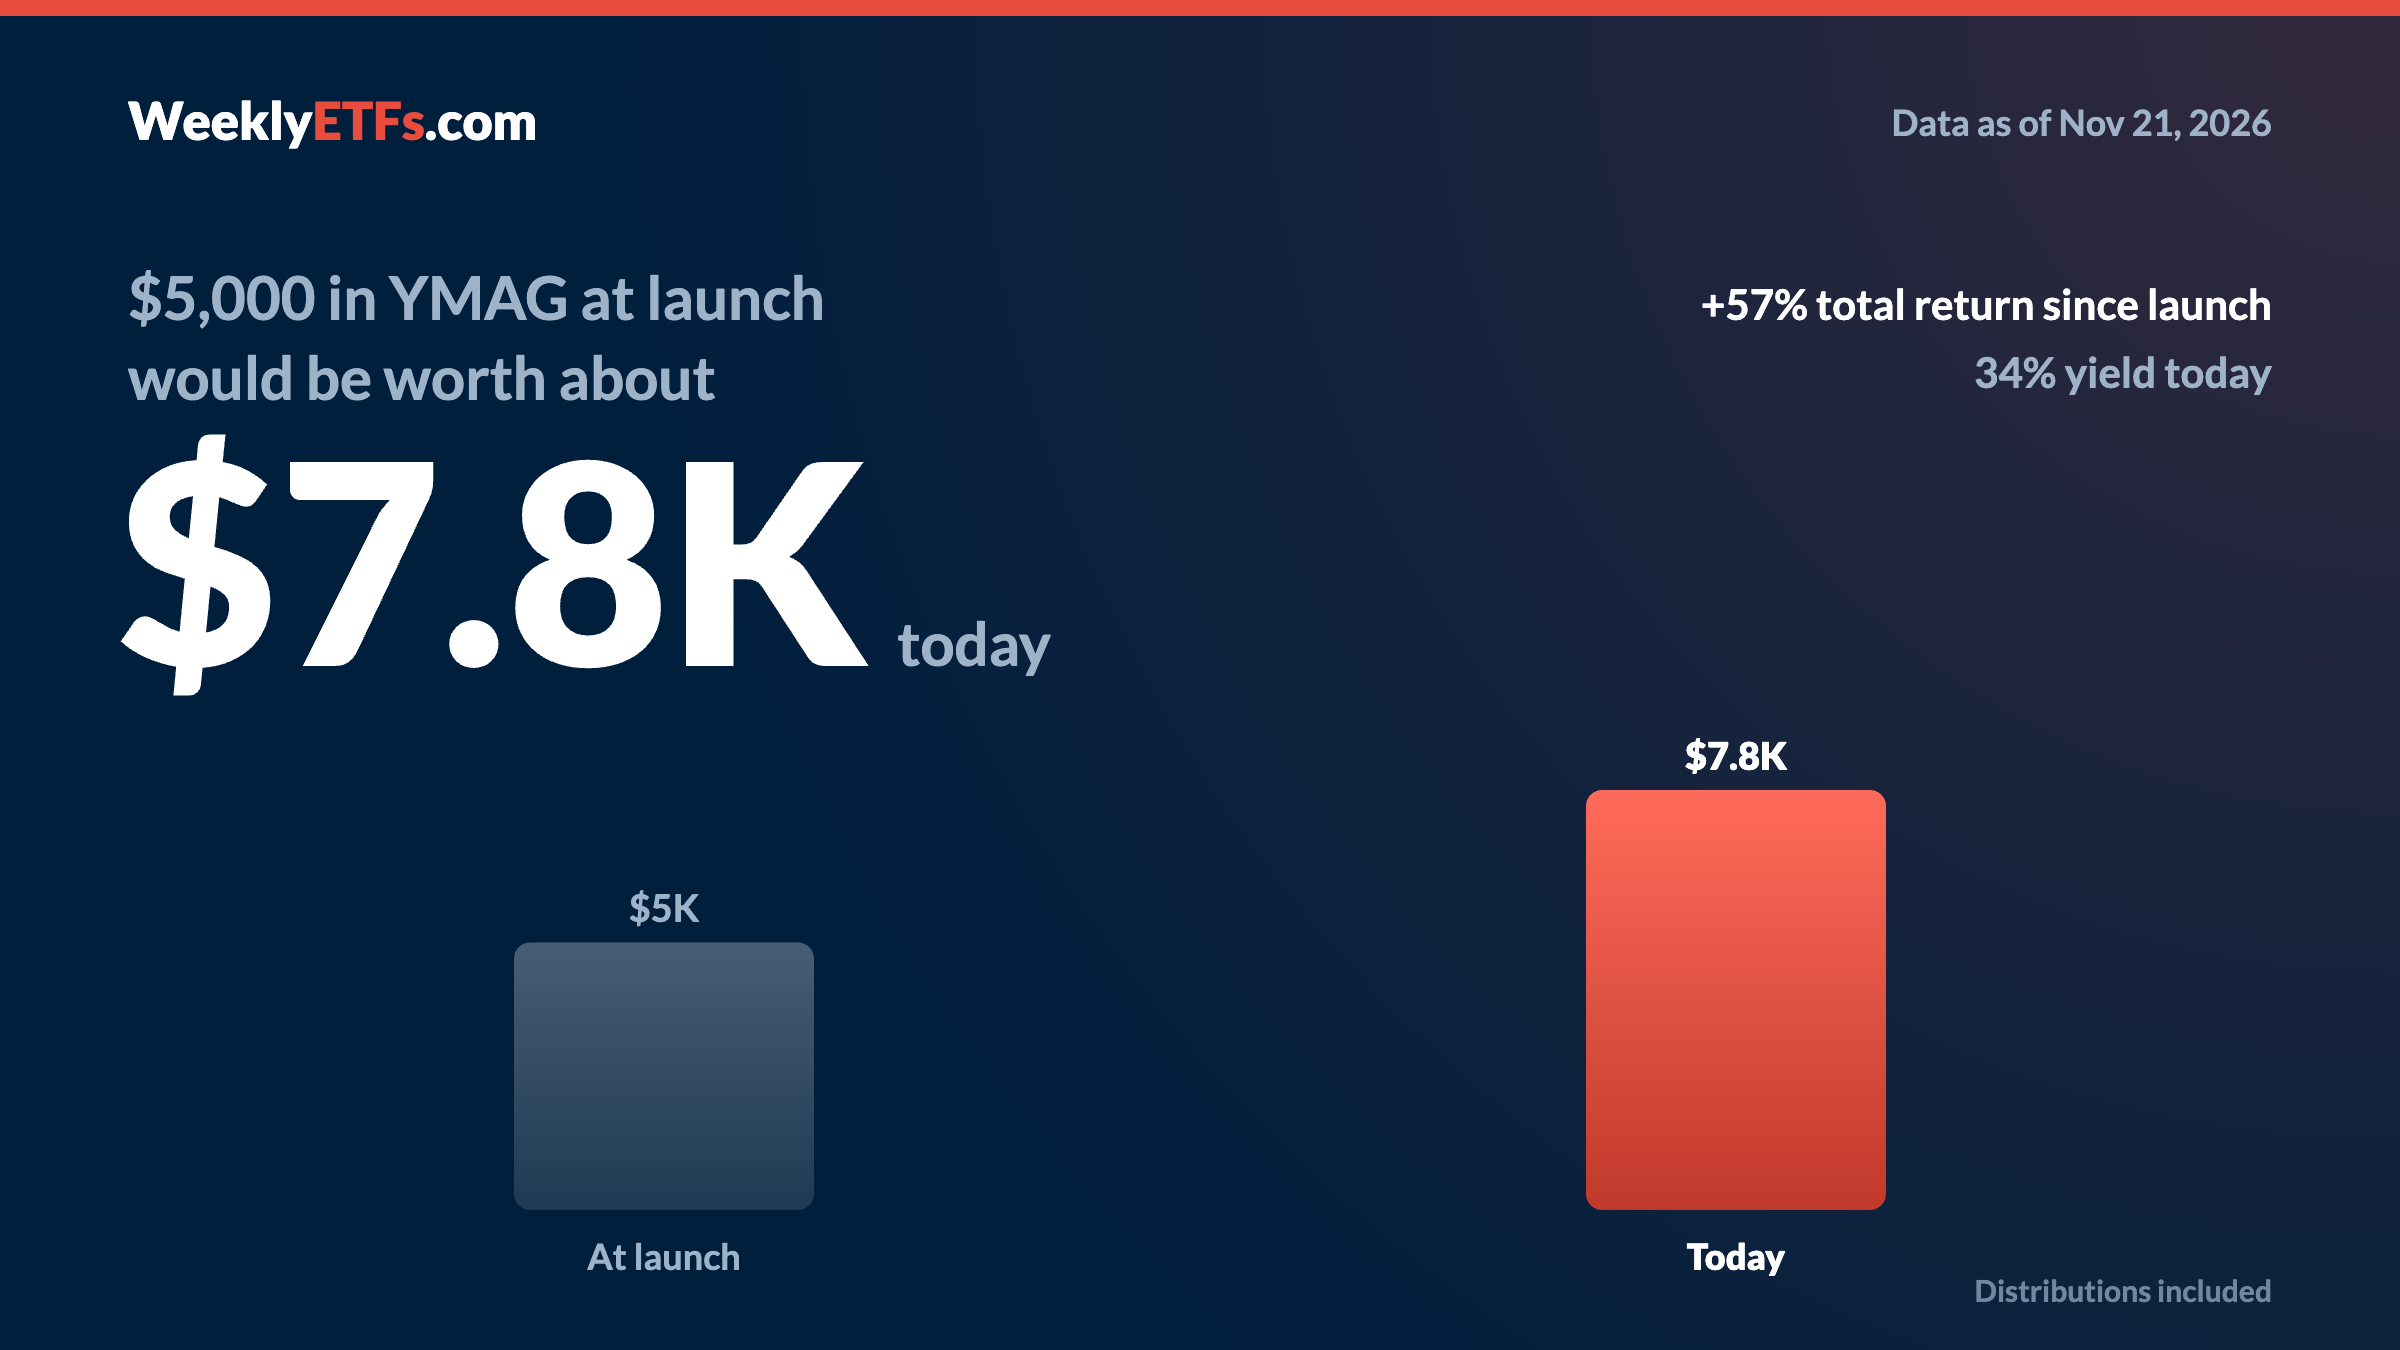 WeeklyETFs.com
Data as of Nov 21, 2026
$5,000 in YMAG at launch
would be worth about
$7.8K today
+57% total return since launch
34% yield today
$5K
At launch
$7.8K
Today
Distributions included